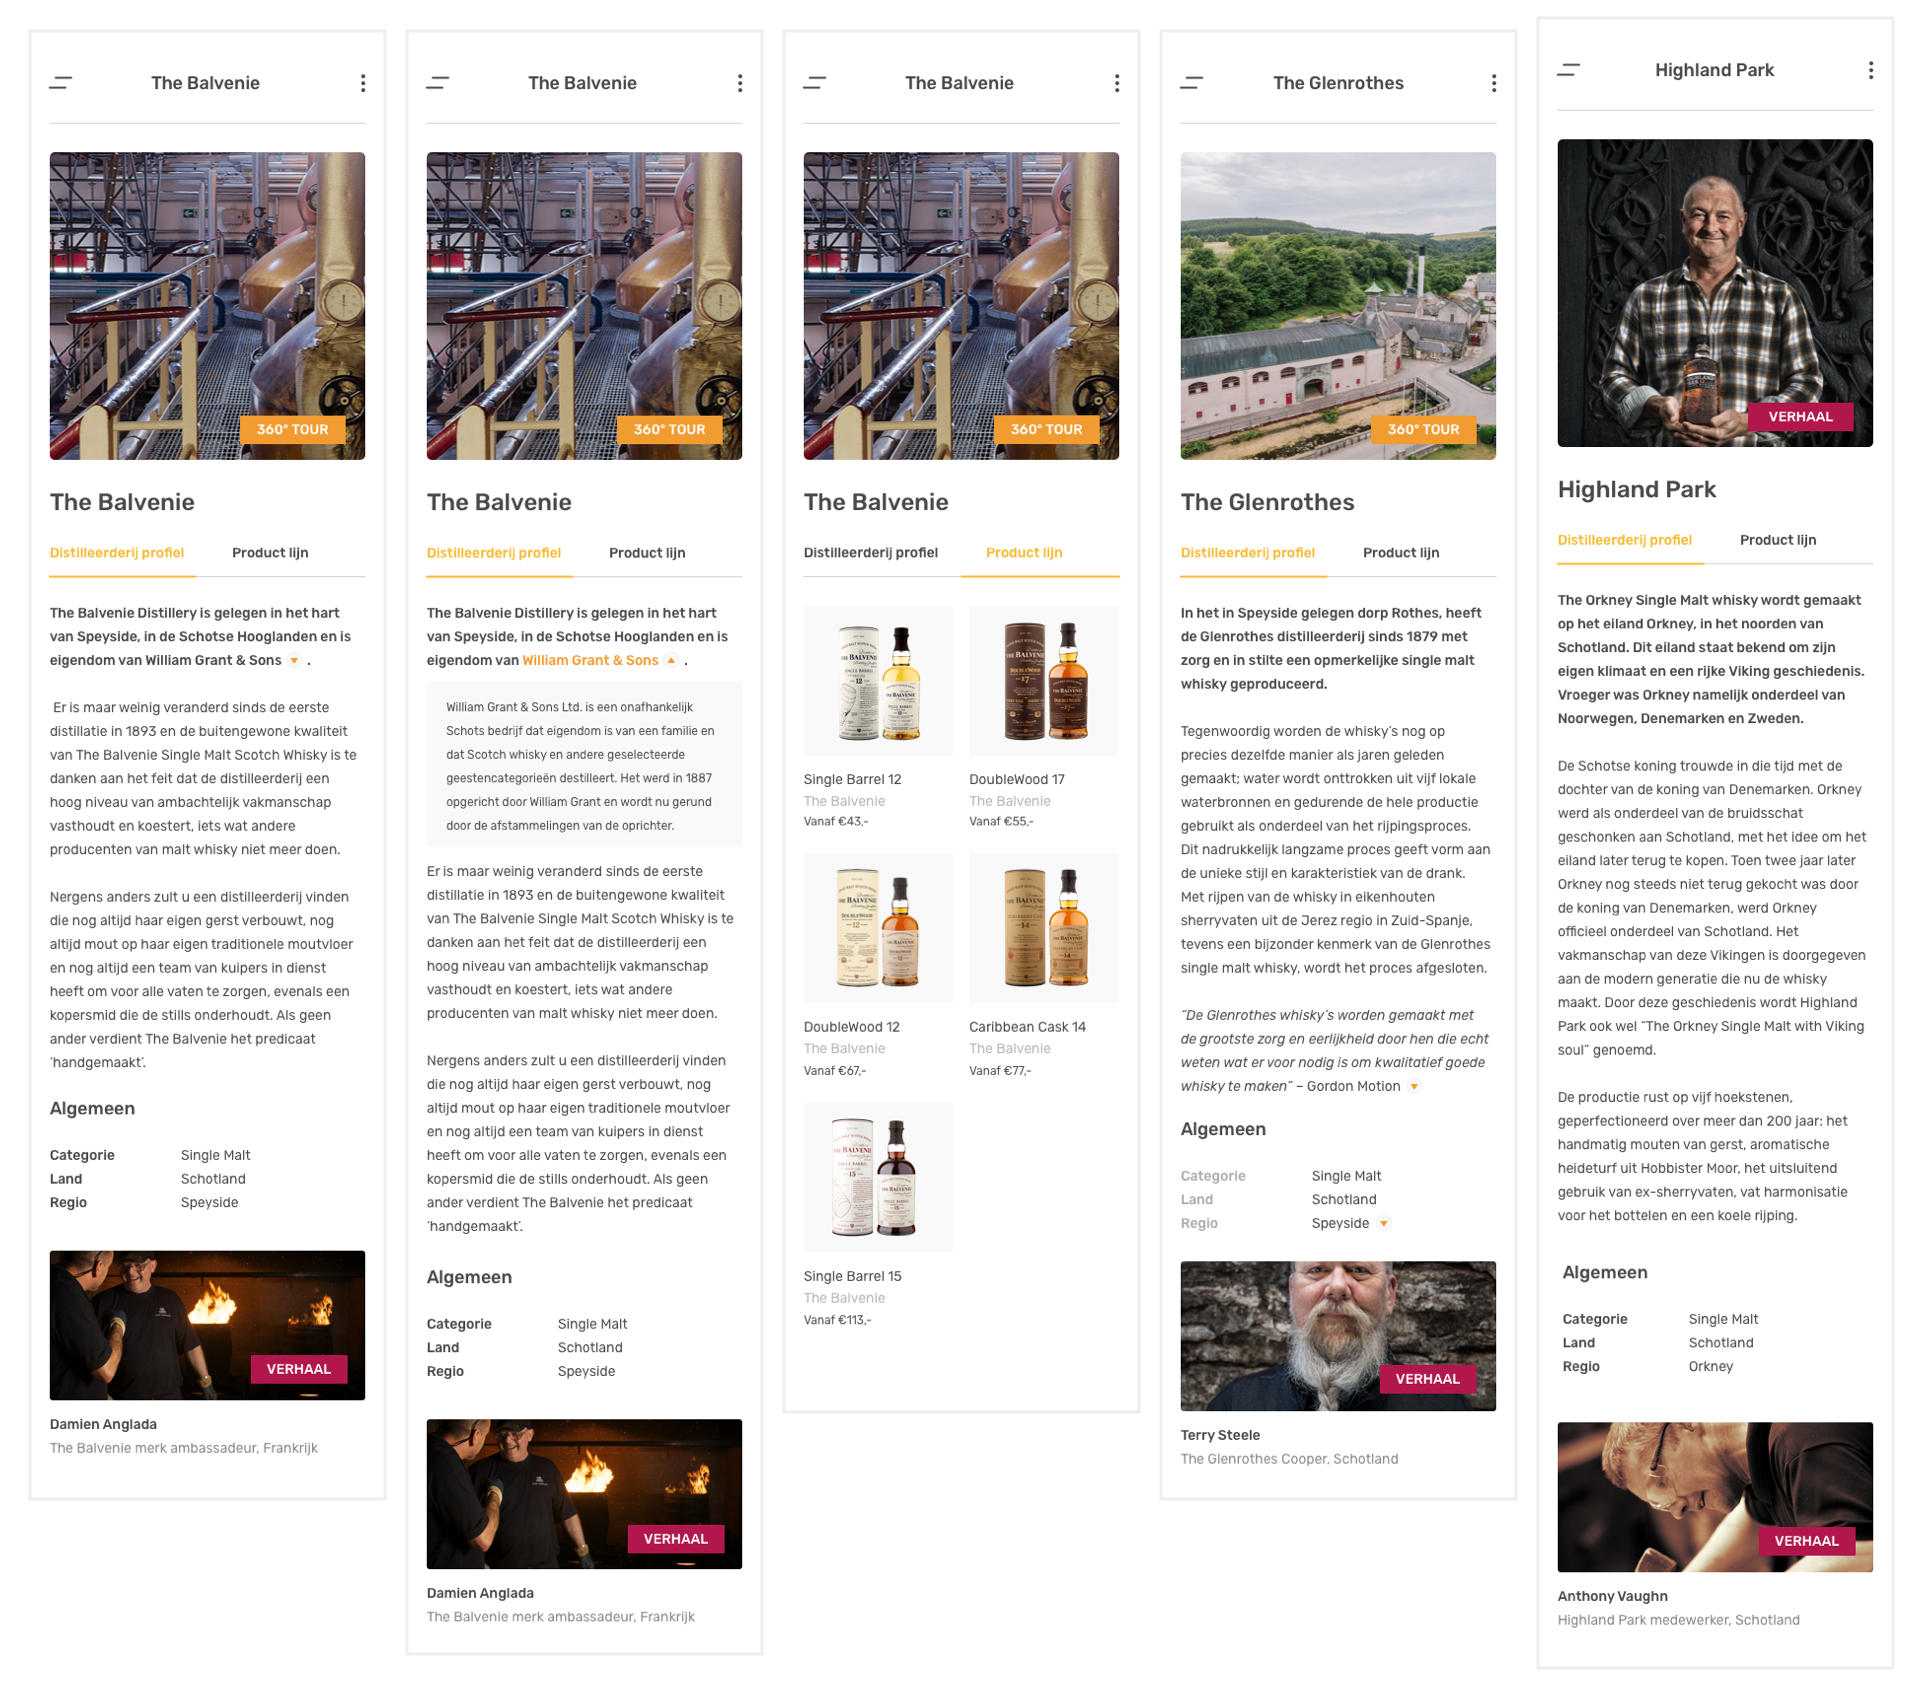 The Balvenie
360° TOUR
The Balvenie
Distilleerderij profiel
Product lijn
The Balvenie Distillery is gelegen in het hart
van Speyside, in de Schotse Hooglanden en is
eigendom van William Grant & Sons .
Er is maar weinig veranderd sinds de eerste
distillatie in 1893 en de buitengewone kwaliteit
van The Balvenie Single Malt Scotch Whisky is te
danken aan het feit dat de distilleerderij een
hoog niveau van ambachtelijk vakmanschap
vasthoudt en koestert, iets wat andere
producenten van malt whisky niet meer doen.
Nergens anders zult u een distilleerderij vinden
die nog altijd haar eigen gerst verbouwt, nog
altijd mout op haar eigen traditionele moutvloer
en nog altijd een team van kuipers in dienst
heeft om voor alle vaten te zorgen, evenals een
kopersmid die de stills onderhoudt. Als geen
ander verdient The Balvenie het predicaat
‘handgemaakt’.
Algemeen
Categorie Single Malt
Land Schotland
Regio Speyside
VERHAAL
Damien Anglada
The Balvenie merk ambassadeur, Frankrijk
The Balvenie
360° TOUR
The Balvenie
Distilleerderij profiel
Product lijn
The Balvenie Distillery is gelegen in het hart
van Speyside, in de Schotse Hooglanden en is
eigendom van William Grant & Sons .
William Grant & Sons Ltd. is een onafhankelijk
Schots bedrijf dat eigendom is van een familie en
dat Scotch whisky en andere geselecteerde
geestencategorieën destilleert. Het werd in 1887
opgericht door William Grant en wordt nu gerund
door de afstammelingen van de oprichter.
Er is maar weinig veranderd sinds de eerste
distillatie in 1893 en de buitengewone kwaliteit
van The Balvenie Single Malt Scotch Whisky is te
danken aan het feit dat de distilleerderij een
hoog niveau van ambachtelijk vakmanschap
vasthoudt en koestert, iets wat andere
producenten van malt whisky niet meer doen.
Nergens anders zult u een distilleerderij vinden
die nog altijd haar eigen gerst verbouwt, nog
altijd mout op haar eigen traditionele moutvloer
en nog altijd een team van kuipers in dienst
heeft om voor alle vaten te zorgen, evenals een
kopersmid die de stills onderhoudt. Als geen
ander verdient The Balvenie het predicaat
‘handgemaakt’.
Algemeen
Categorie Single Malt
Land Schotland
Regio Speyside
VERHAAL
Damien Anglada
The Balvenie merk ambassadeur, Frankrijk
The Balvenie
360° TOUR
The Balvenie
Distilleerderij profiel
Product lijn
Single Barrel 12
The Balvenie
Vanaf €43,-
DoubleWood 17
The Balvenie
Vanaf €55,-
DoubleWood 12
The Balvenie
Vanaf €67,-
Caribbean Cask 14
The Balvenie
Vanaf €77,-
Single Barrel 15
The Balvenie
Vanaf €113,-
The Glenrothes
360° TOUR
The Glenrothes
Distilleerderij profiel
Product lijn
In het in Speyside gelegen dorp Rothes, heeft
de Glenrothes distilleerderij sinds 1879 met
zorg en in stilte een opmerkelijke single malt
whisky geproduceerd.
Tegenwoordig worden de whisky’s nog op
precies dezelfde manier als jaren geleden
gemaakt; water wordt onttrokken uit vijf lokale
waterbronnen en gedurende de hele productie
gebruikt als onderdeel van het rijpingsproces.
Dit nadrukkelijk langzame proces geeft vorm aan
de unieke stijl en karakteristiek van de drank.
Met rijpen van de whisky in eikenhouten
sherryvaten uit de Jerez regio in Zuid-Spanje,
tevens een bijzonder kenmerk van de Glenrothes
single malt whisky, wordt het proces afgesloten.
“De Glenrothes whisky’s worden gemaakt met
de grootste zorg en eerlijkheid door hen die echt
weten wat er voor nodig is om kwalitatief goede
whisky te maken” – Gordon Motion
Algemeen
Categorie Single Malt
Land Schotland
Regio Speyside
VERHAAL
Terry Steele
The Glenrothes Cooper, Schotland
Highland Park
VERHAAL
Highland Park
Distilleerderij profiel
Product lijn
The Orkney Single Malt whisky wordt gemaakt
op het eiland Orkney, in het noorden van
Schotland. Dit eiland staat bekend om zijn
eigen klimaat en een rijke Viking geschiedenis.
Vroeger was Orkney namelijk onderdeel van
Noorwegen, Denemarken en Zweden.
De Schotse koning trouwde in die tijd met de
dochter van de koning van Denemarken. Orkney
werd als onderdeel van de bruidsschat
geschonken aan Schotland, met het idee om het
eiland later terug te kopen. Toen twee jaar later
Orkney nog steeds niet terug gekocht was door
de koning van Denemarken, werd Orkney
officieel onderdeel van Schotland. Het
vakmanschap van deze Vikingen is doorgegeven
aan de modern generatie die nu de whisky
maakt. Door deze geschiedenis wordt Highland
Park ook wel “The Orkney Single Malt with Viking
soul” genoemd.
De productie rust op vijf hoekstenen,
geperfectioneerd over meer dan 200 jaar: het
handmatig mouten van gerst, aromatische
heideturf uit Hobbister Moor, het uitsluitend
gebruik van ex-sherryvaten, vat harmonisatie
voor het bottelen en een koele rijping.
Algemeen
Categorie Single Malt
Land Schotland
Regio Orkney
VERHAAL
Anthony Vaughn
Highland Park medewerker, Schotland